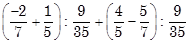 (-2/7 + 1/5) : 9/35 + (4/5 - 5/7) : 9/35